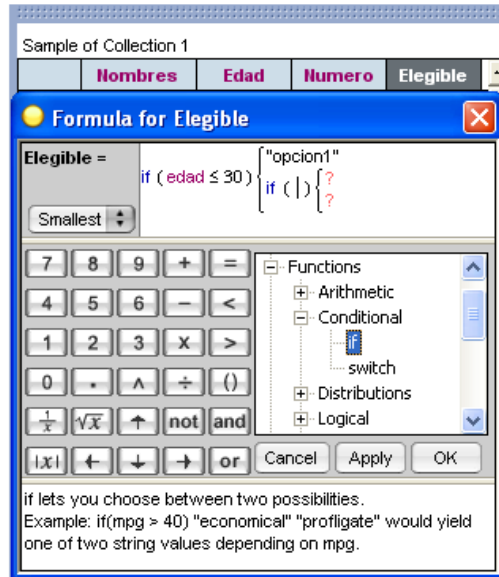 Sample of Collection 1
Nombres Edad Numero Elegible
Formula for Elegible
Elegible =
if ( edad ≤ 30 ) { "opcion1"
if ( ) { ?
?
Smallest
7 8 9 + =
4 5 6 − <
1 2 3 x >
0 . ^ ÷ ()
1/x √x ↑ not and
|x| ← ↓ → or
Functions
Arithmetic
Conditional
if
switch
Distributions
Logical
Cancel Apply OK
if lets you choose between two possibilities.
Example: if(mpg > 40) "economical" "profligate" would yield
one of two string values depending on mpg.